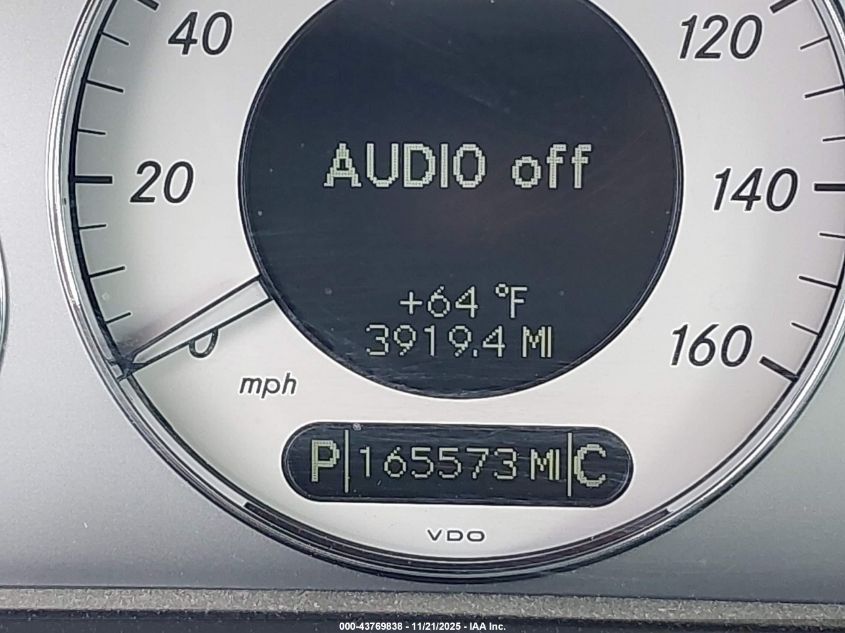 40 120
AUDIO off
20 140
+64 °F
3919.4 MI
0 160
mph
P 165573 MI C
VDO
000-43769838 - 11/21/2025 - IAA Inc.